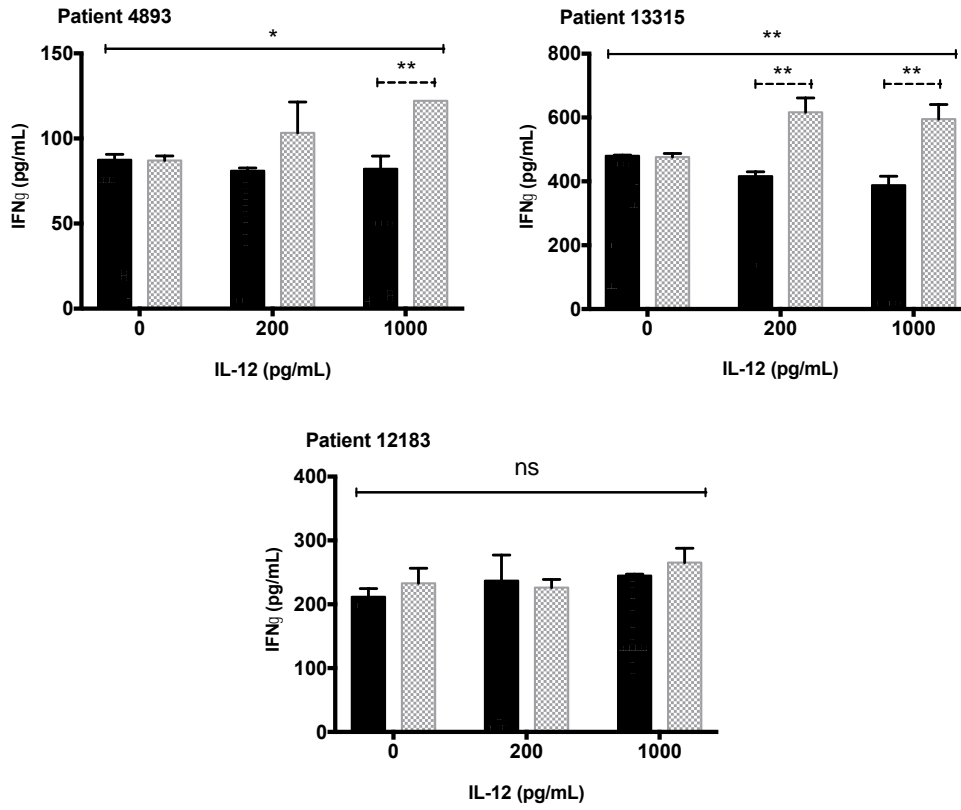 Patient 4893
*
**
150
100
50
0
IFNg (pg/mL)
0 200 1000
IL-12 (pg/mL)
Patient 13315
**
** **
800
600
400
200
0
IFNg (pg/mL)
0 200 1000
IL-12 (pg/mL)
Patient 12183
ns
400
300
200
100
0
IFNg (pg/mL)
0 200 1000
IL-12 (pg/mL)